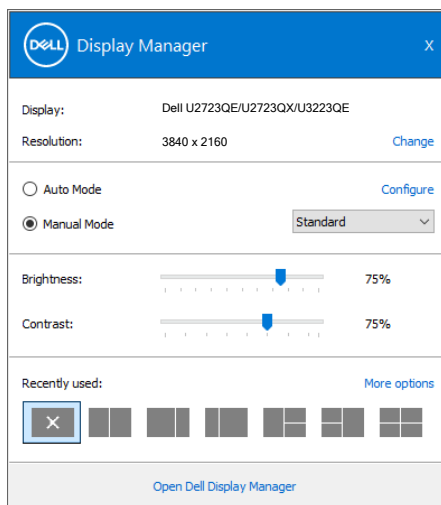 DELL Display Manager X
Display: Dell U2723QE/U2723QX/U3223QE
Resolution: 3840 x 2160 Change
Auto Mode Configure
Manual Mode Standard
Brightness: 75%
Contrast: 75%
Recently used: More options
Open Dell Display Manager